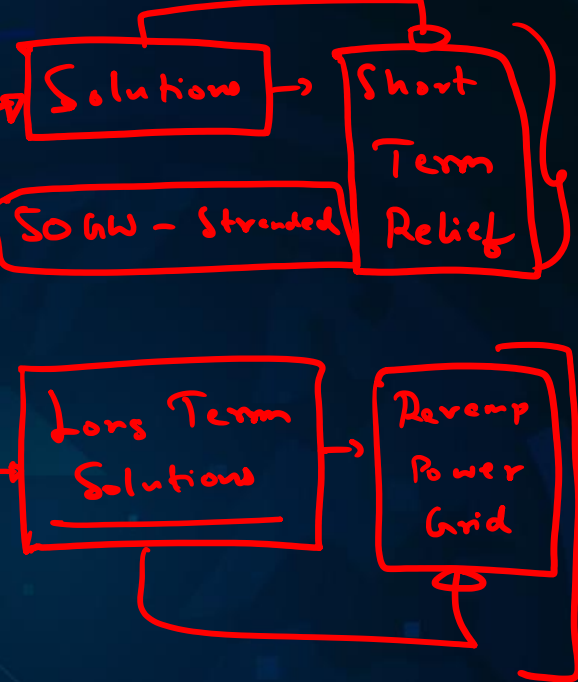 Solutions
Short
Term
Relief
50 GW - Stranded
Long Term
Solutions
Revamp
Power
Grid